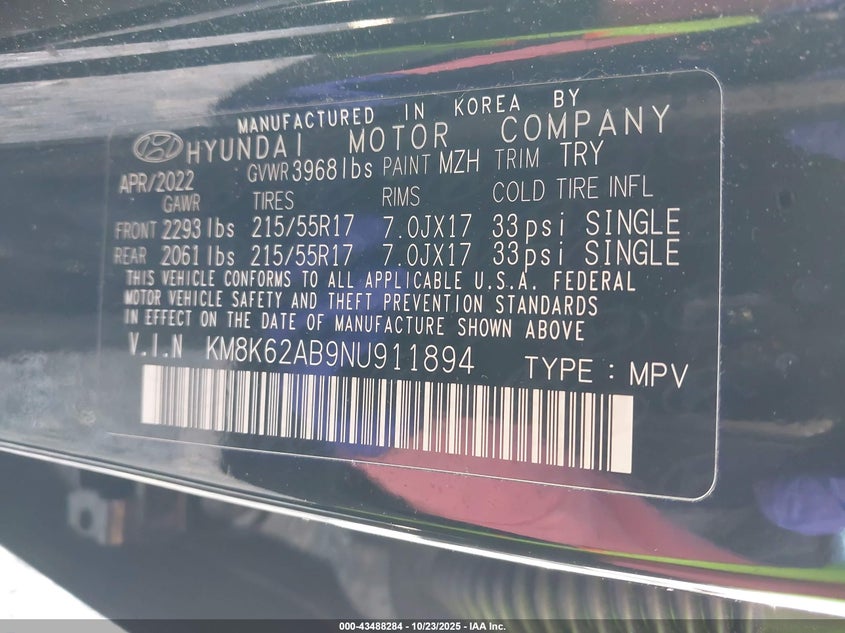 MANUFACTURED IN KOREA BY
HYUNDAI MOTOR COMPANY
APR/2022 GVWR 3968 lbs PAINT MZH TRIM TRY
GAWR TIRES RIMS COLD TIRE INFL
FRONT 2293 lbs 215/55R17 7.0JX17 33psi SINGLE
REAR 2061 lbs 215/55R17 7.0JX17 33psi SINGLE
THIS VEHICLE CONFORMS TO ALL APPLICABLE U.S.A. FEDERAL
MOTOR VEHICLE SAFETY AND THEFT PREVENTION STANDARDS
IN EFFECT ON THE DATE OF MANUFACTURE SHOWN ABOVE
V.I.N KM8K62AB9NU911894 TYPE : MPV
000-43488284 - 10/23/2025 - IAA Inc.